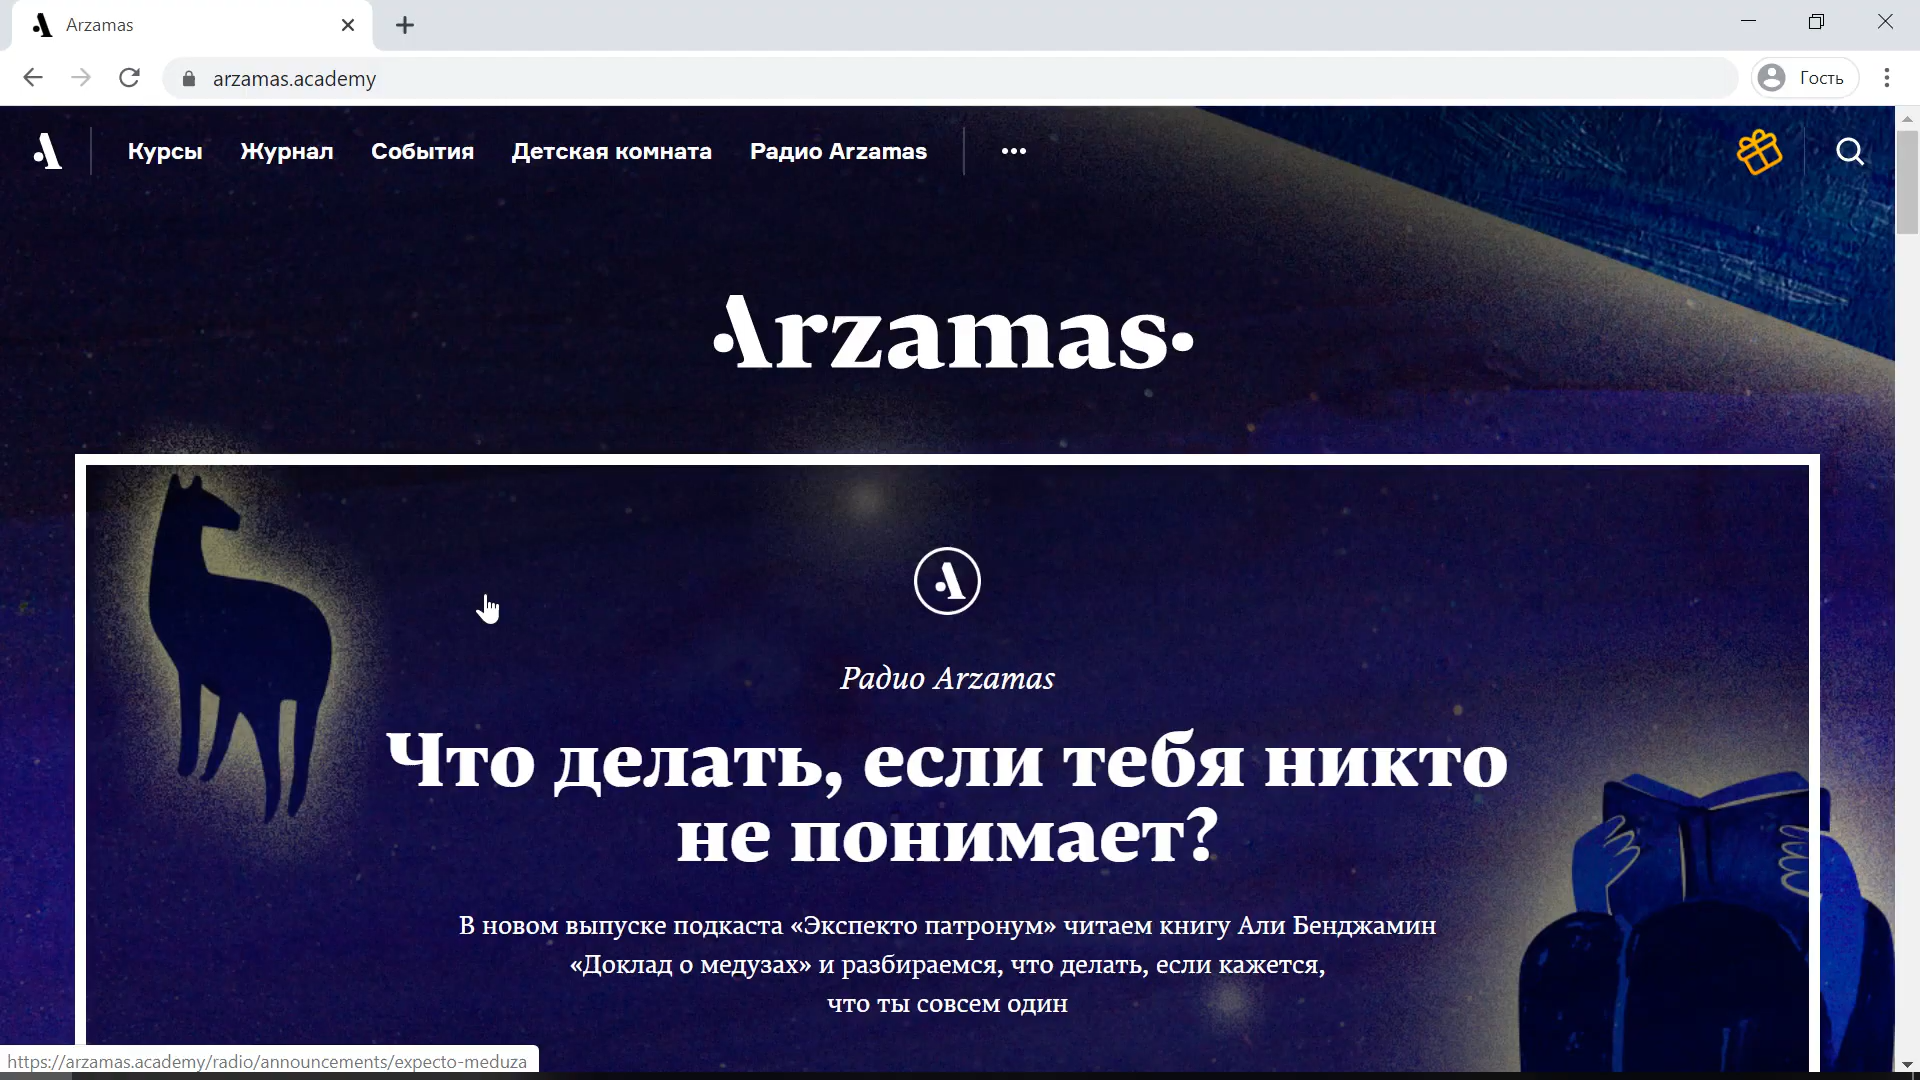 Arzamas
arzamas.academy
Гость
Курсы Журнал События Детская комната Радио Arzamas
Arzamas
Радио Arzamas
Что делать, если тебя никто
не понимает?
В новом выпуске подкаста «Экспекто патронум» читаем книгу Али Бенджамин
«Доклад о медузах» и разбираемся, что делать, если кажется,
что ты совсем один
https://arzamas.academy/radio/announcements/expecto-meduza